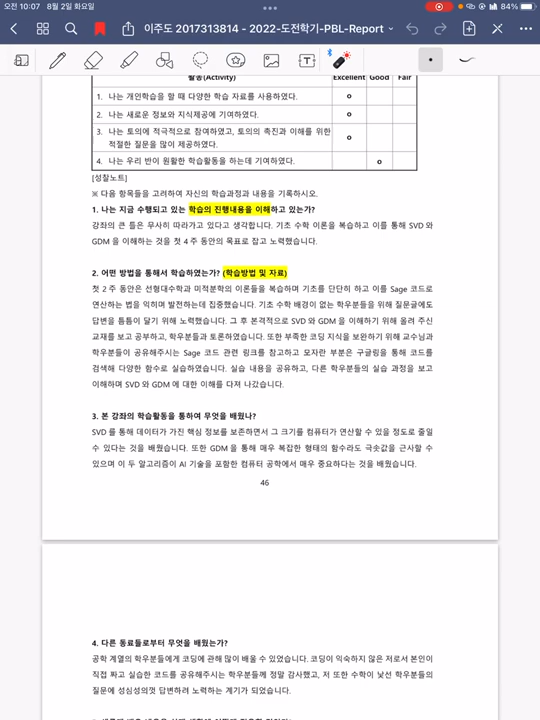 오전 10:07 8월 2일 화요일
84%
이주도 2017313814 - 2022-도전학기-PBL-Report
활동(Activity) Excellent Good Fair
1. 나는 개인학습을 할 때 다양한 학습 자료를 사용하였다. o
2. 나는 새로운 정보와 지식제공에 기여하였다. o
3. 나는 토의에 적극적으로 참여하였고, 토의의 촉진과 이해를 위한
적절한 질문을 많이 제공하였다. o
4. 나는 우리 반이 원활한 학습활동을 하는데 기여하였다. o
[성찰노트]
※ 다음 항목들을 고려하여 자신의 학습과정과 내용을 기록하시오.
1. 나는 지금 수행되고 있는 학습의 진행내용을 이해하고 있는가?
강좌의 큰 틀은 무사히 따라가고 있다고 생각합니다. 기초 수학 이론을 복습하고 이를 통해 SVD 와
GDM 을 이해하는 것을 첫 4 주 동안의 목표로 잡고 노력했습니다.
2. 어떤 방법을 통해서 학습하였는가? (학습방법 및 자료)
첫 2 주 동안은 선형대수학과 미적분학의 이론들을 복습하며 기초를 단단히 하고 이를 Sage 코드로
연산하는 법을 익히며 발전하는데 집중했습니다. 기초 수학 배경이 없는 학우분들을 위해 질문글에도
답변을 틈틈이 달기 위해 노력했습니다. 그 후 본격적으로 SVD 와 GDM 을 이해하기 위해 올려 주신
교재를 보고 공부하고, 학우분들과 토론하였습니다. 또한 부족한 코딩 지식을 보완하기 위해 교수님과
학우분들이 공유해주시는 Sage 코드 관련 링크를 참고하고 모자란 부분은 구글링을 통해 코드를
검색해 다양한 함수로 실습하였습니다. 실습 내용을 공유하고, 다른 학우분들의 실습 과정을 보고
이해하며 SVD 와 GDM 에 대한 이해를 다져 나갔습니다.
3. 본 강좌의 학습활동을 통하여 무엇을 배웠나?
SVD 를 통해 데이터가 가진 핵심 정보를 보존하면서 그 크기를 컴퓨터가 연산할 수 있을 정도로 줄일
수 있다는 것을 배웠습니다. 또한 GDM 을 통해 매우 복잡한 형태의 함수라도 극솟값을 근사할 수
있으며 이 두 알고리즘이 AI 기술을 포함한 컴퓨터 공학에서 매우 중요하다는 것을 배웠습니다.
46
4. 다른 동료들로부터 무엇을 배웠는가?
공학 계열의 학우분들에게 코딩에 관해 많이 배울 수 있었습니다. 코딩이 익숙하지 않은 저로서 본인이
직접 짜고 실습한 코드를 공유해주시는 학우분들께 정말 감사했고, 저 또한 수학이 낯선 학우분들의
질문에 성심성의껏 답변하려 노력하는 계기가 되었습니다.